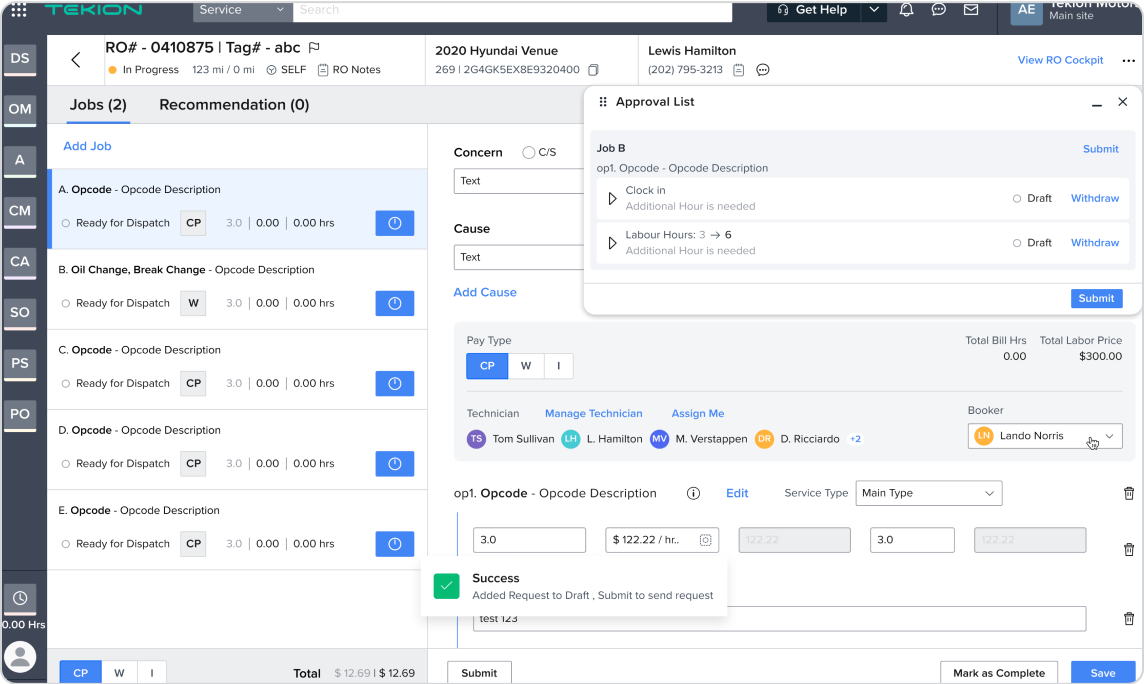 TEKION
Service
Search
Get Help
AE
Tekion Motors
Main site
DS
OM
A
CM
CA
SO
PS
PO
0.00 Hrs
RO# - 0410875 | Tag# - abc
In Progress 123 mi / 0 mi SELF RO Notes
2020 Hyundai Venue
269 | 2G4GK5EX8E9320400
Lewis Hamilton
(202) 795-3213
View RO Cockpit
Jobs (2) Recommendation (0)
Add Job
A. Opcode - Opcode Description
Ready for Dispatch CP 3.0 | 0.00 | 0.00 hrs
B. Oil Change, Break Change - Opcode Description
Ready for Dispatch W 3.0 | 0.00 | 0.00 hrs
C. Opcode - Opcode Description
Ready for Dispatch CP 3.0 | 0.00 | 0.00 hrs
D. Opcode - Opcode Description
Ready for Dispatch CP 3.0 | 0.00 | 0.00 hrs
E. Opcode - Opcode Description
Ready for Dispatch CP 3.0 | 0.00 | 0.00 hrs
CP W I Total $ 12.69 | $ 12.69
Concern C/S
Text
Cause
Text
Add Cause
Approval List
Job B Submit
op1. Opcode - Opcode Description
Clock in
Additional Hour is needed
Draft Withdraw
Labour Hours: 3 → 6
Additional Hour is needed
Draft Withdraw
Submit
Pay Type
CP W I
Total Bill Hrs
0.00
Total Labor Price
$300.00
Technician Manage Technician Assign Me
TS Tom Sullivan LH L. Hamilton MV M. Verstappen DR D. Ricciardo +2
Booker
LN Lando Norris
op1. Opcode - Opcode Description Edit Service Type Main Type
3.0 $ 122.22 / hr.. 122.22 3.0 122.22
Success
Added Request to Draft , Submit to send request
test 123
Submit Mark as Complete Save